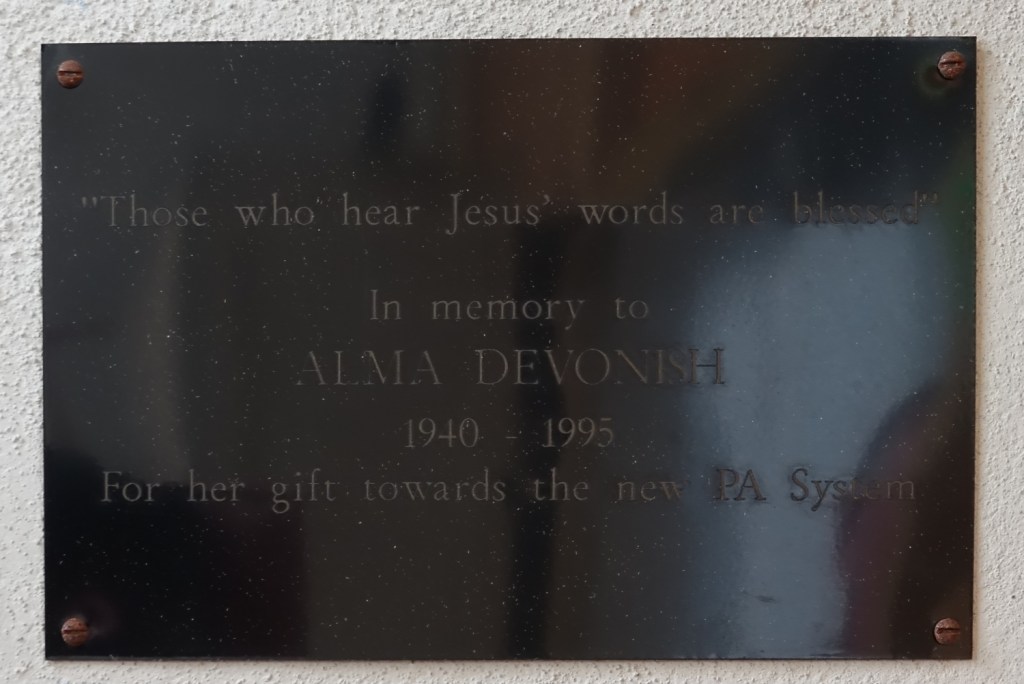 "Those who hear Jesus' words are blessed"
In memory to
ALMA DEVONISH
1940 - 1995
For her gift towards the new PA System